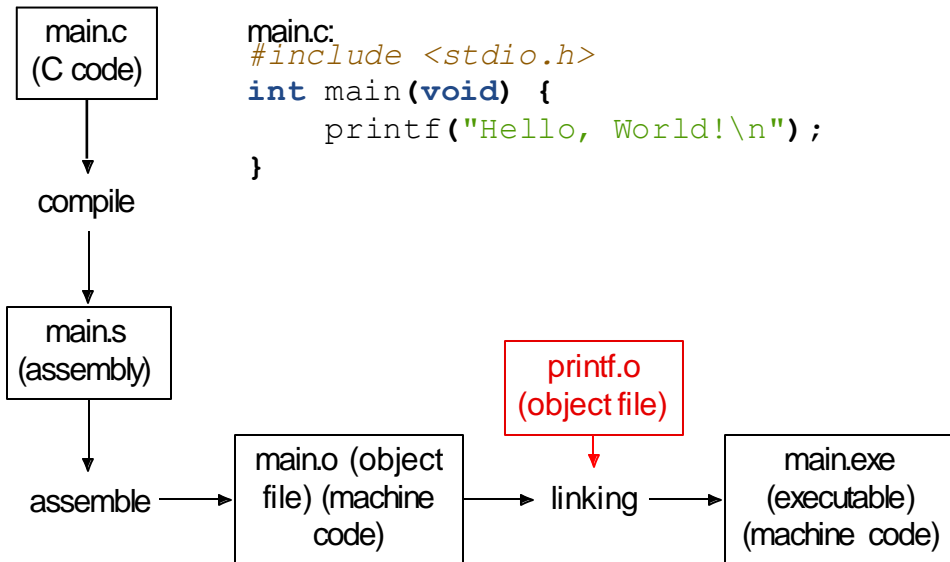 main.c
(C code)
main.c:
#include <stdio.h>
int main(void) {
    printf("Hello, World!\n");
}
compile
main.s
(assembly)
printf.o
(object file)
assemble
main.o (object
file) (machine
code)
linking
main.exe
(executable)
(machine code)